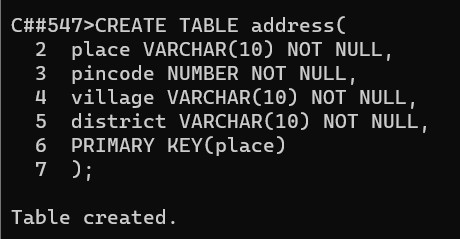 C##547>CREATE TABLE address(
2 place VARCHAR(10) NOT NULL,
3 pincode NUMBER NOT NULL,
4 village VARCHAR(10) NOT NULL,
5 district VARCHAR(10) NOT NULL,
6 PRIMARY KEY(place)
7 );
Table created.